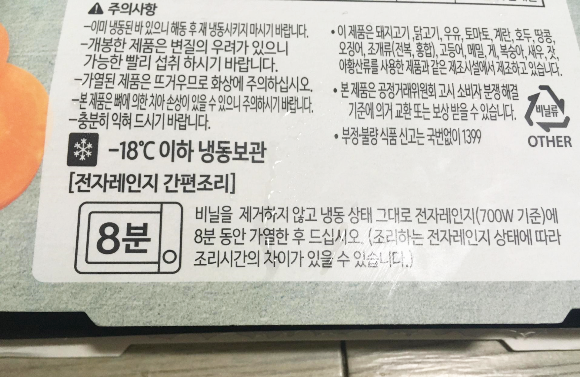 주의사항
-이미 냉동된 바 있으니 해동 후 재 냉동시키지 마시기 바랍니다.
-개봉한 제품은 변질의 우려가 있으니
가능한 빨리 섭취 하시기 바랍니다.
-가열된 제품은 뜨거우므로 화상에 주의하십시오.
-본 제품은 뼈에 의한 치아 손상이 있을 수 있으니 주의하시기 바랍니다.
-충분히 익혀 드시기 바랍니다.
-18℃ 이하 냉동보관
• 이 제품은 돼지고기, 닭고기, 우유, 토마토, 계란, 호두, 땅콩,
오징어, 조개류(전복, 홍합), 고등어, 메밀, 게, 복숭아, 새우, 잣,
아황산류를 사용한 제품과 같은 제조시설에서 제조하고 있습니다.
• 본 제품은 공정거래위원회 고시 소비자 분쟁 해결
기준에 의거 교환 또는 보상 받을 수 있습니다.
• 부정·불량 식품 신고는 국번없이 1399
비닐류
OTHER
[전자레인지 간편조리]
8분
비닐을 제거하지 않고 냉동 상태 그대로 전자레인지(700W 기준)에
8분 동안 가열한 후 드십시오. (조리하는 전자레인지 상태에 따라
조리시간의 차이가 있을 수 있습니다.)